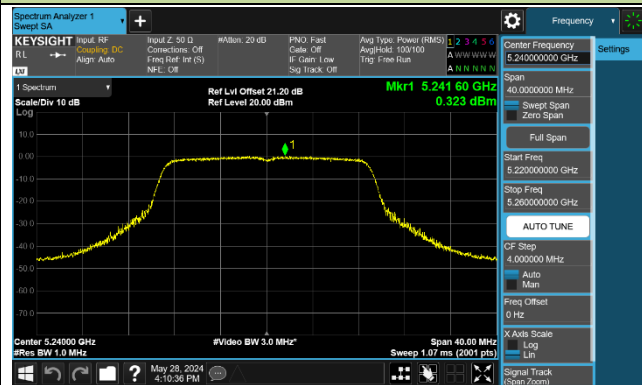 Spectrum Analyzer 1
Swept SA
+
Frequency
KEYSIGHT
RL
LXI
Input: RF
Coupling: DC
Align: Auto
Input Z: 50 Ω
Corrections: Off
Freq Ref: Int (S)
NFE: Off
#Atten: 20 dB
PNO: Fast
Gate: Off
IF Gain: Low
Sig Track: Off
Avg Type: Power (RMS)
Avg|Hold: 100/100
Trig: Free Run
1 2 3 4 5 6
A W W W W W
A N N N N N
1 Spectrum
Scale/Div 10 dB
Log
Ref Lvl Offset 21.20 dB
Ref Level 20.00 dBm
Mkr1 5.241 60 GHz
0.323 dBm
1
10.0
0.00
-10.0
-20.0
-30.0
-40.0
-50.0
-60.0
-70.0
Center 5.24000 GHz
#Res BW 1.0 MHz
#Video BW 3.0 MHz*
Span 40.00 MHz
Sweep 1.07 ms (2001 pts)
Center Frequency
5.240000000 GHz
Settings
Span
40.0000000 MHz
Swept Span
Zero Span
Full Span
Start Freq
5.220000000 GHz
Stop Freq
5.260000000 GHz
AUTO TUNE
CF Step
4.000000 MHz
Auto
Man
Freq Offset
0 Hz
X Axis Scale
Log
Lin
Signal Track
(Span Zoom)
?
May 28, 2024
4:10:36 PM